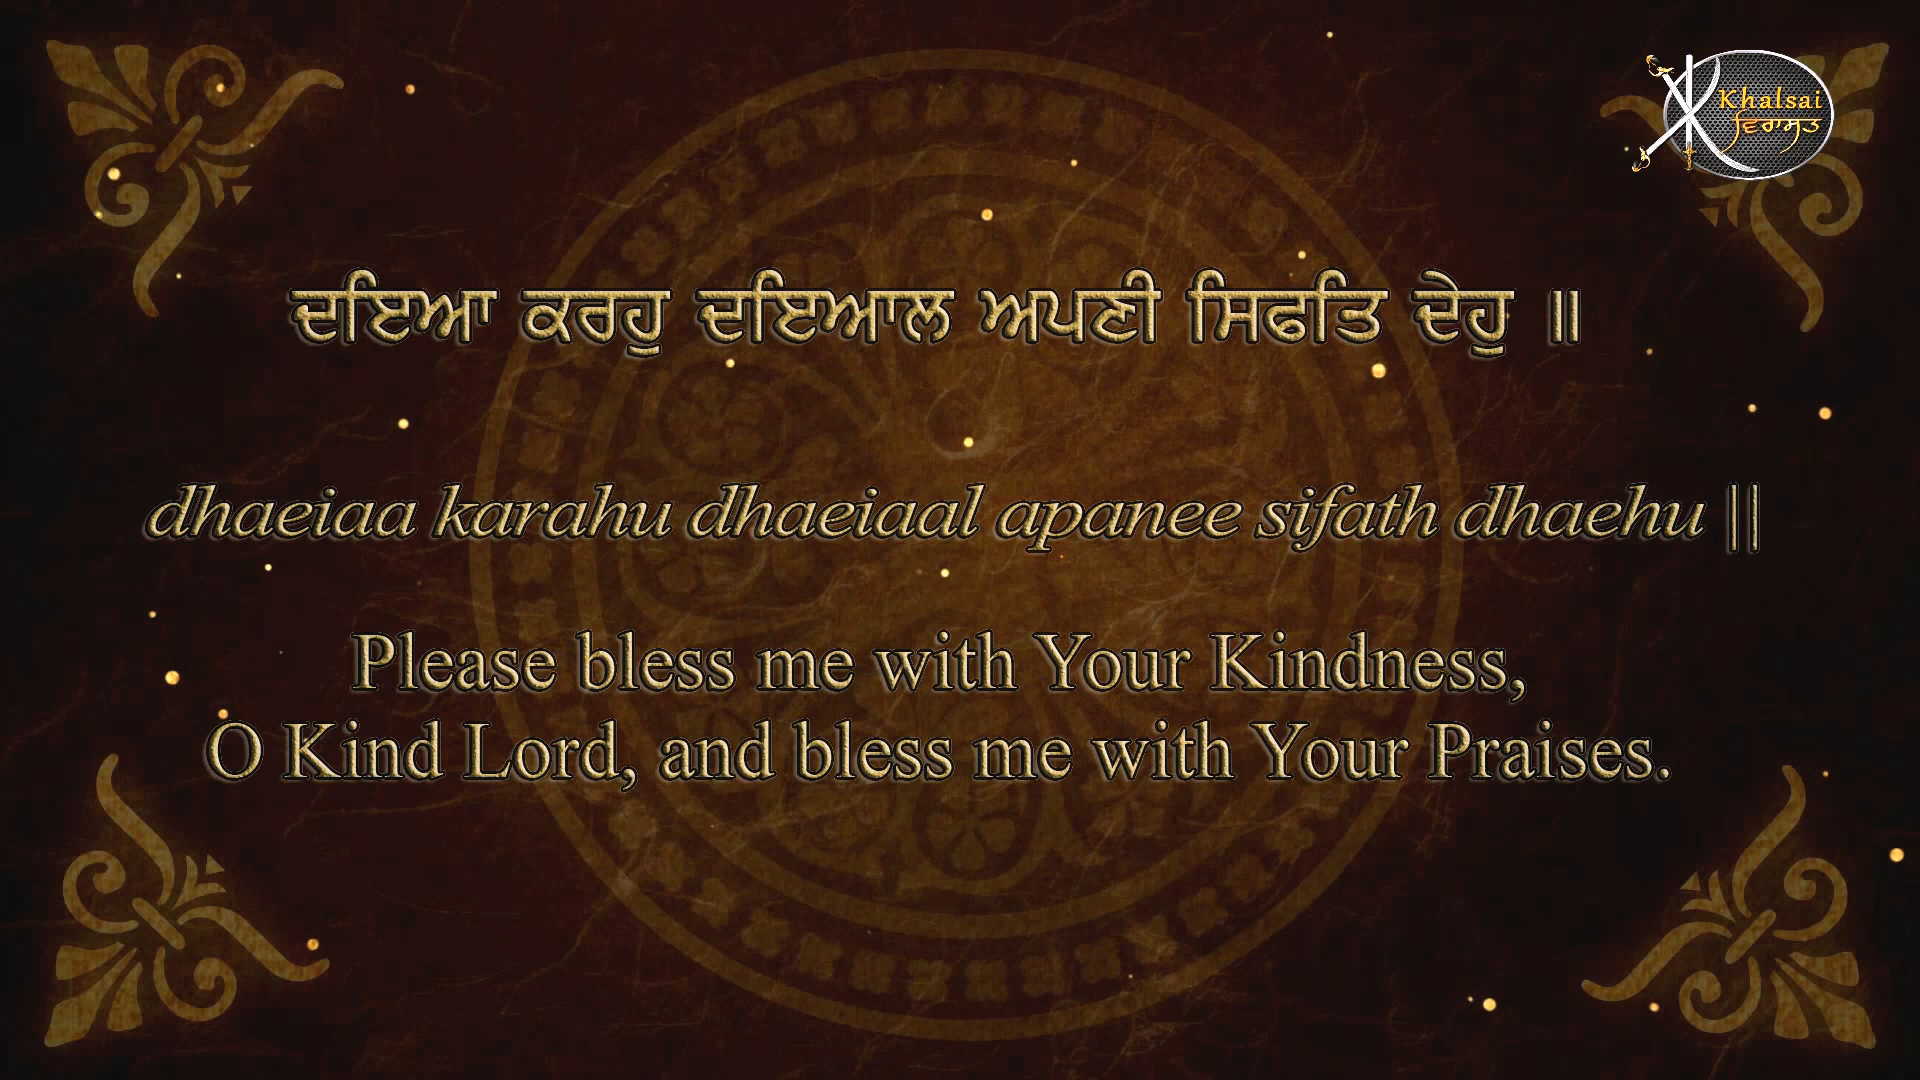 Khalsai
ਵਿਰਾਸਤ
ਦਇਆ ਕਰਹੁ ਦਇਆਲ ਅਪਣੀ ਸਿਫਤਿ ਦੇਹੁ ॥
dhaeiaa karahu dhaeiaal apanee sifath dhaehu ||
Please bless me with Your Kindness,
O Kind Lord, and bless me with Your Praises.